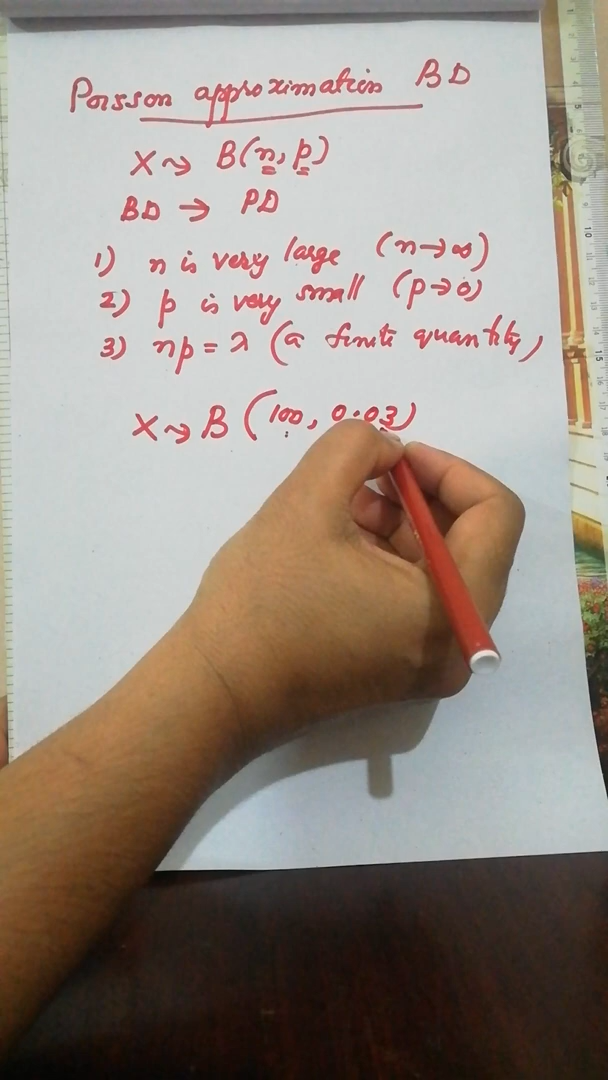 Poisson approximation BD
X ~> B(n, p)
BD → PD
1) n is very large (n→∞)
2) p is very small (p→0)
3) np = λ (a finite quantity)
X ~> B (100, 0.03)